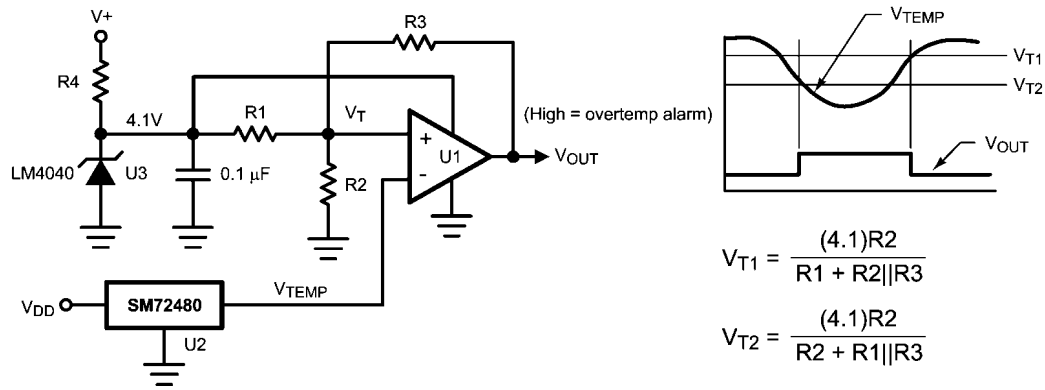 V+
R4
4.1V
LM4040
U3
0.1 μF
R1
R3
VT
R2
+
-
U1
(High = overtemp alarm)
VOUT
VDD
SM72480
U2
VTEMP
VTEMP
VT1
VT2
VOUT
VT1 = (4.1)R2 / R1 + R2||R3
VT2 = (4.1)R2 / R2 + R1||R3